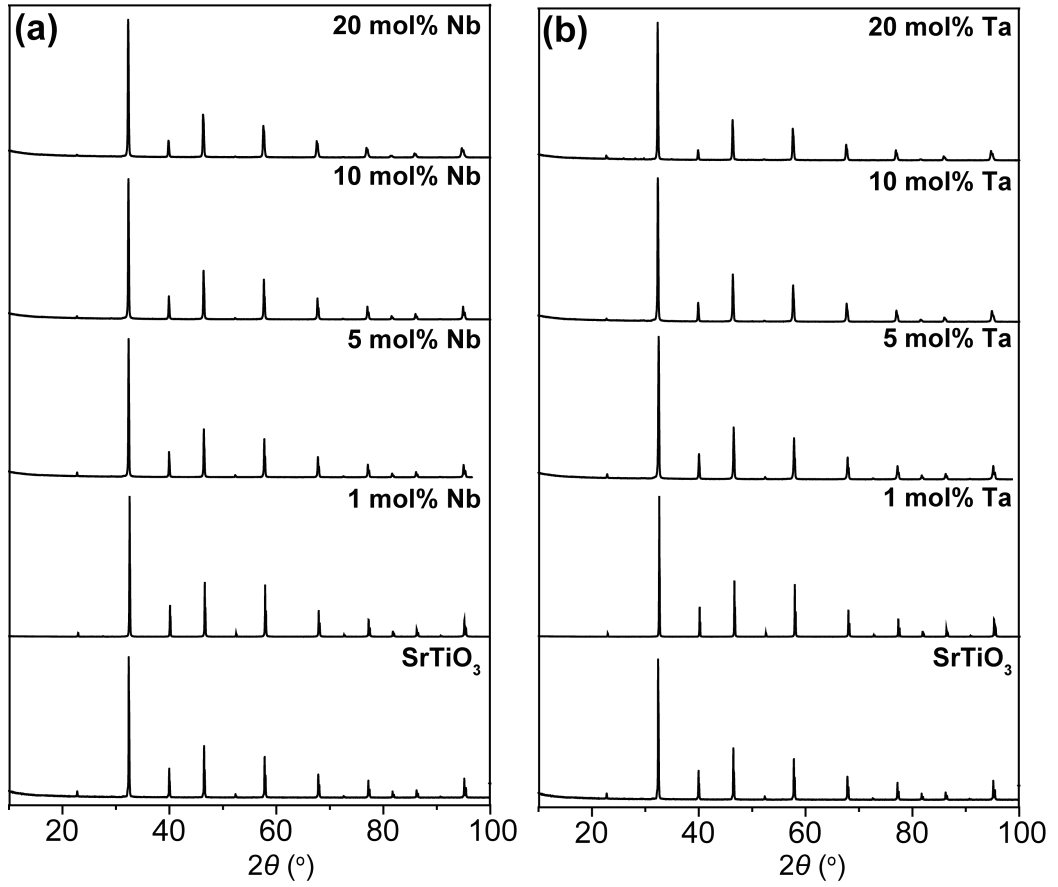 (a)
20 mol% Nb
10 mol% Nb
5 mol% Nb
1 mol% Nb
SrTiO₃
20 40 60 80 100
2θ (°)
(b)
20 mol% Ta
10 mol% Ta
5 mol% Ta
1 mol% Ta
SrTiO₃
20 40 60 80 100
2θ (°)